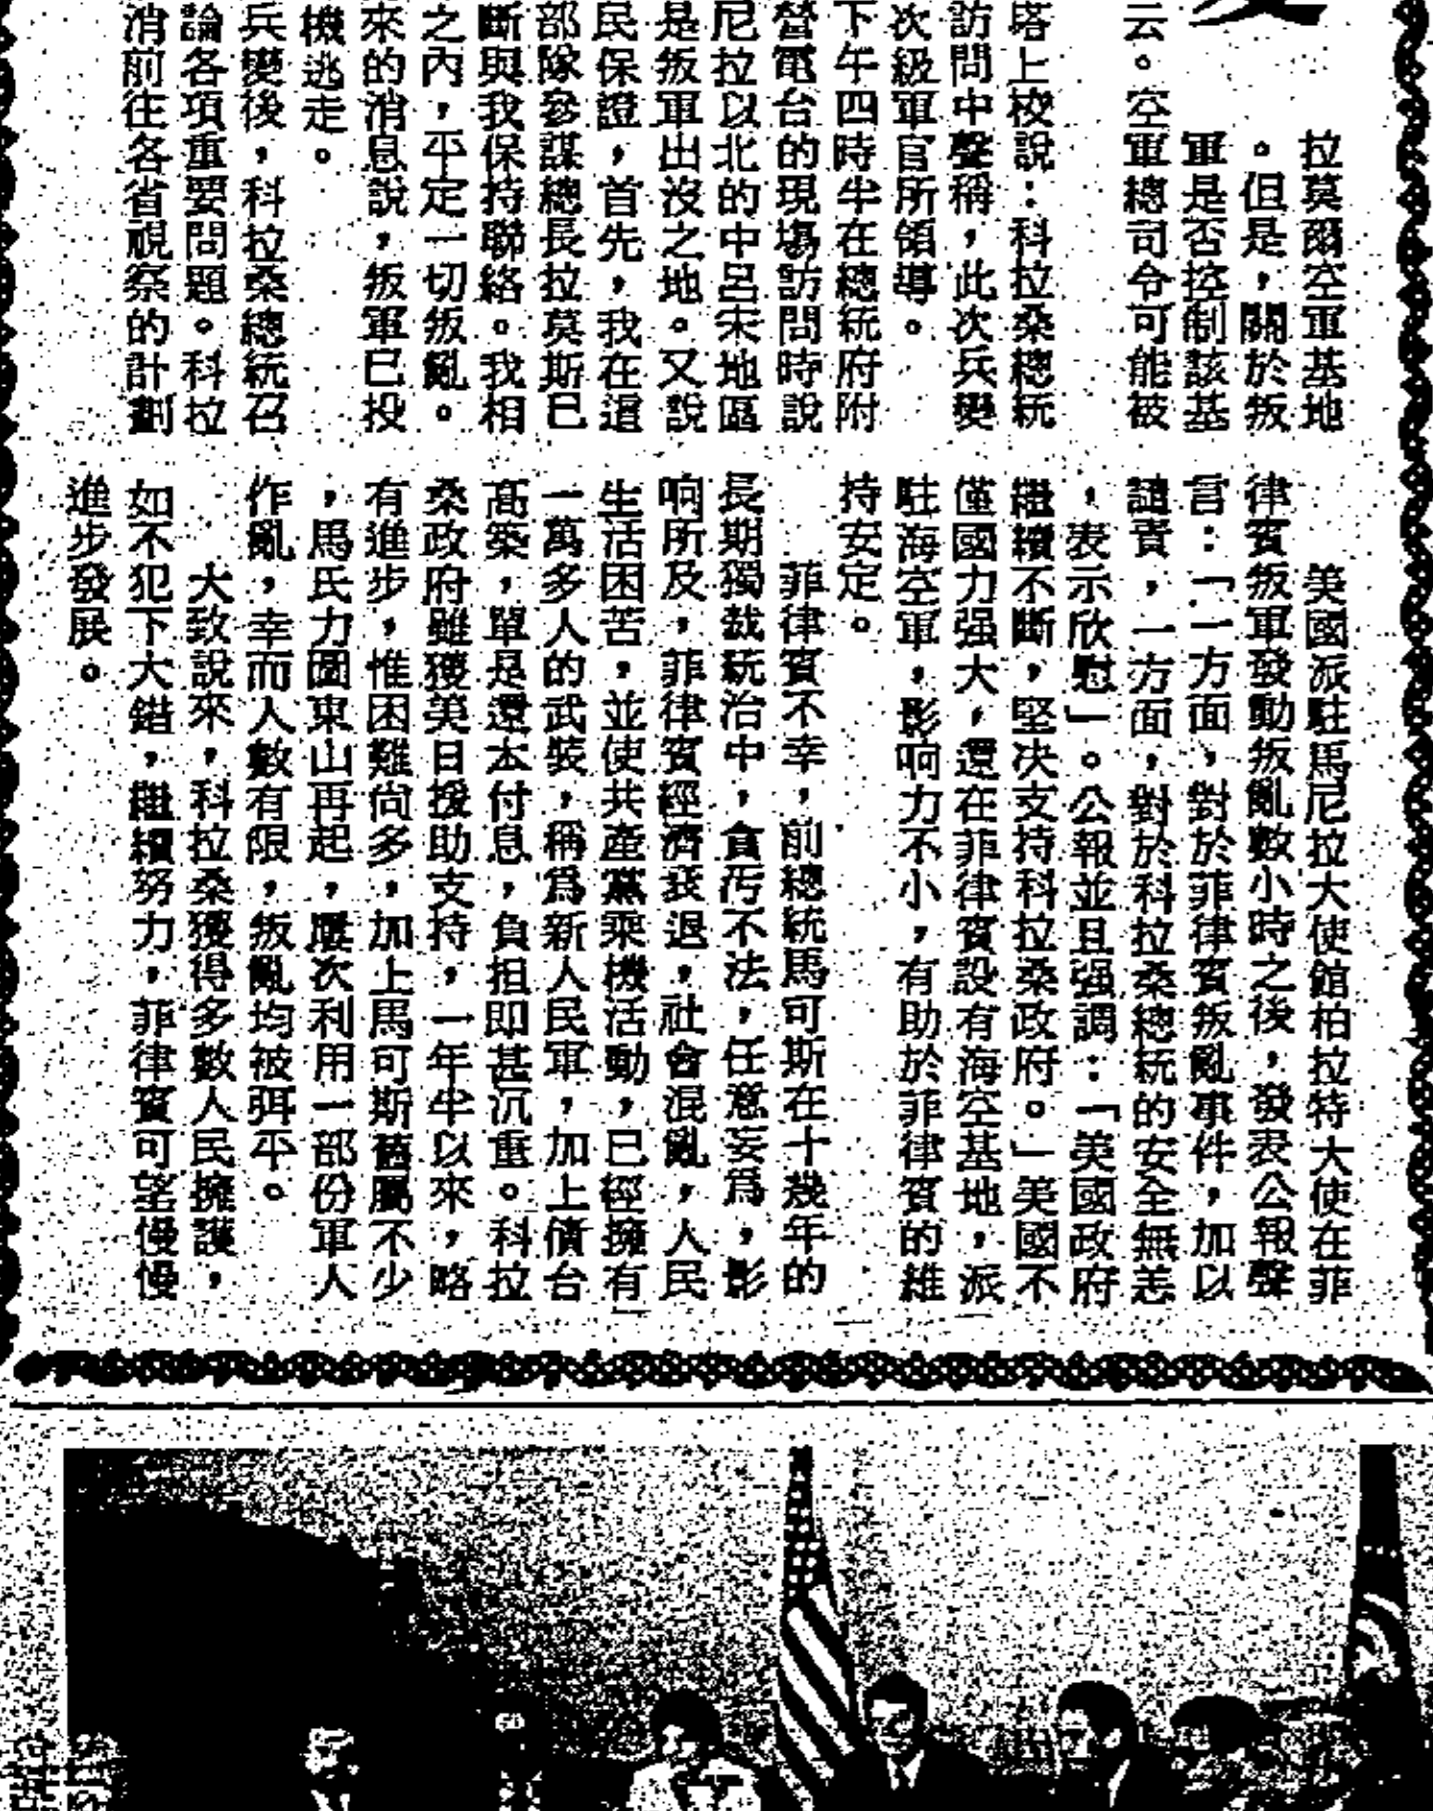 拉莫爾空軍基地
。但是，關於叛
軍是否控制該基
云。空軍總司令可能被
塔上校說：科拉桑總統
訪問中聲稱，此次兵變
次級軍官所領導。
下午四時半在總統府附
營電台的現場訪問時說
尼拉以北的中呂宋地區
是叛軍出沒之地。又說
民保證，首先，我在這
部隊參謀總長拉莫斯已
斷與我保持聯絡。我相
之內，平定一切叛亂。
來的消息說，叛軍已投
機逃走。
兵變後，科拉桑總統召
論各項重要問題。科拉
消前往各省視察的計劃
美國派駐馬尼拉大使館柏拉特大使在菲
律賓叛軍發動叛亂數小時之後，發表公報聲
言：「一方面，對於菲律賓叛亂事件，加以
譴責，一方面，對於科拉桑總統的安全無恙
，表示欣慰」。公報並且强調：「美國政府
繼續不斷，堅决支持科拉桑政府。」美國不
僅國力强大，還在菲律賓設有海空基地，派
駐海空軍，影响力不小，有助於菲律賓的維
持安定。
菲律賓不幸，前總統馬可斯在十幾年的
長期獨裁統治中，貪污不法，任意妄爲，影
响所及，菲律賓經濟衰退，社會混亂，人民
生活困苦，並使共產黨乘機活動，已經擁有
一萬多人的武裝，稱爲新人民軍，加上債台
高築，單是還本付息，負担即甚沉重。科拉
桑政府雖獲美日援助支持，一年半以來，略
有進步，惟困難尚多，加上馬可斯舊屬不少
，馬氏力圖東山再起，屢次利用一部份軍人
作亂，幸而人數有限，叛亂均被弭平。
大致說來，科拉桑獲得多數人民擁護，
如不犯下大錯，繼續努力，菲律賓可望慢慢
進步發展。